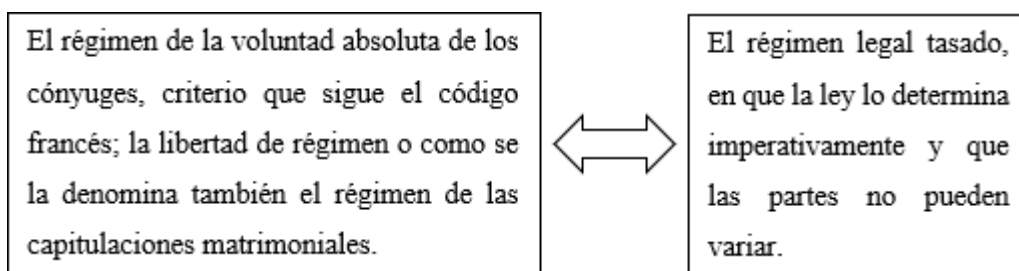 El régimen de la voluntad absoluta de los
cónyuges, criterio que sigue el código
francés; la libertad de régimen o como se
la denomina también el régimen de las
capitulaciones matrimoniales.
El régimen legal tasado,
en que la ley lo determina
imperativamente y que
las partes no pueden
variar.